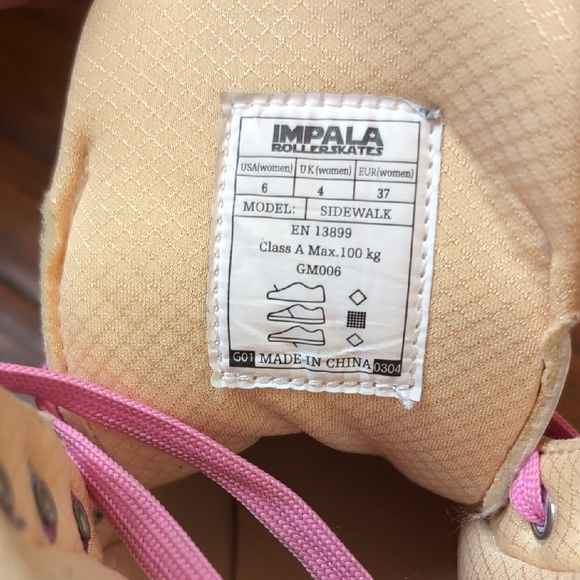 IMPALA
ROLLERSKATES
USA(women) UK(women) EUR(women)
6 4 37
MODEL: SIDEWALK
EN 13899
Class A Max.100 kg
GM006
G01 MADE IN CHINA 0304